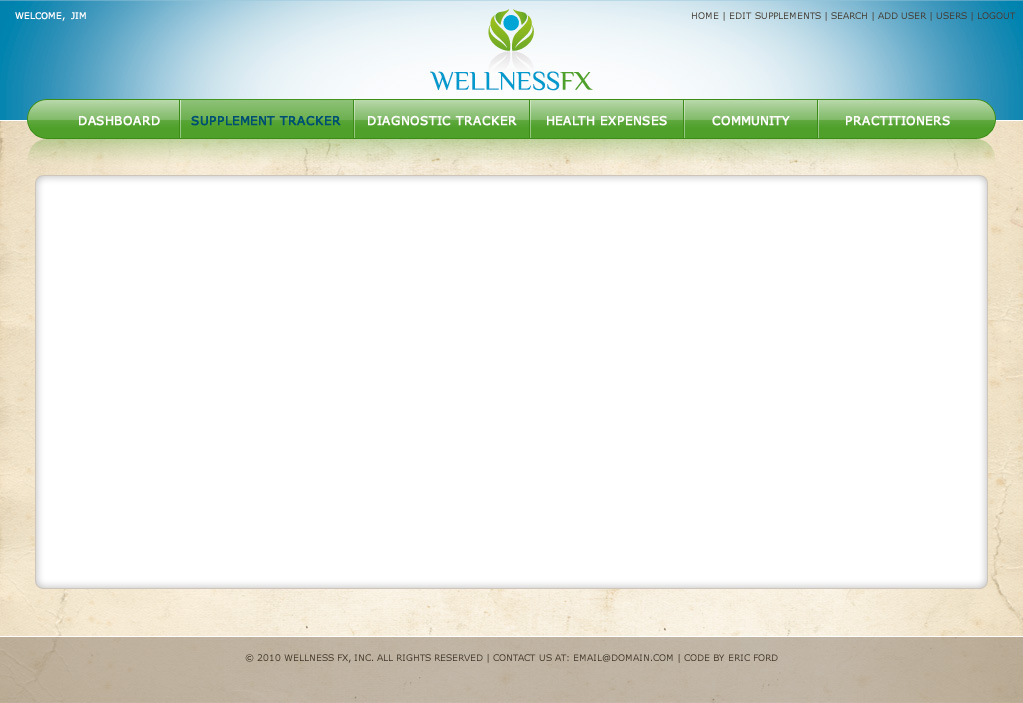 WELCOME, JIM
HOME | EDIT SUPPLEMENTS | SEARCH | ADD USER | USERS | LOGOUT
WELLNESSFX
DASHBOARD SUPPLEMENT TRACKER DIAGNOSTIC TRACKER HEALTH EXPENSES COMMUNITY PRACTITIONERS
© 2010 WELLNESS FX, INC. ALL RIGHTS RESERVED | CONTACT US AT: EMAIL@DOMAIN.COM | CODE BY ERIC FORD